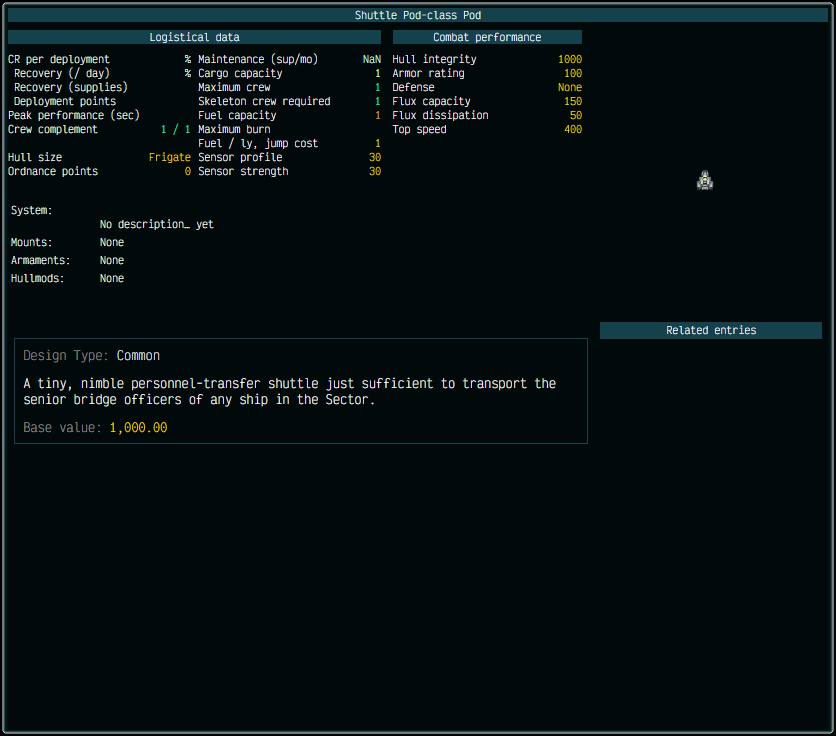 Shuttle Pod-class Pod
Logistical data
Combat performance
CR per deployment % Maintenance (sup/mo) NaN Hull integrity 1000
Recovery (/ day) % Cargo capacity 1 Armor rating 100
Recovery (supplies) Maximum crew 1 Defense None
Deployment points Skeleton crew required 1 Flux capacity 150
Peak performance (sec) Fuel capacity 1 Flux dissipation 50
Crew complement 1 / 1 Maximum burn Top speed 400
Fuel / ly, jump cost 1
Hull size Frigate Sensor profile 30
Ordnance points 0 Sensor strength 30
System:
No description… yet
Mounts: None
Armaments: None
Hullmods: None
Related entries
Design Type: Common
A tiny, nimble personnel-transfer shuttle just sufficient to transport the
senior bridge officers of any ship in the Sector.
Base value: 1,000.00